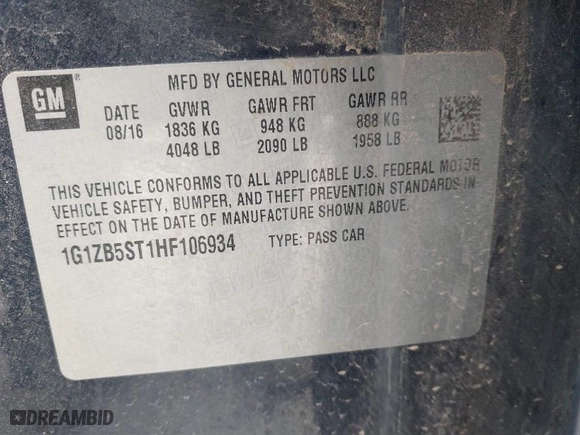 GM ®
MFD BY GENERAL MOTORS LLC
DATE GVWR GAWR FRT GAWR RR
08/16 1836 KG 948 KG 888 KG
4048 LB 2090 LB 1958 LB
THIS VEHICLE CONFORMS TO ALL APPLICABLE U.S. FEDERAL MOTOR
VEHICLE SAFETY, BUMPER, AND THEFT PREVENTION STANDARDS IN
EFFECT ON THE DATE OF MANUFACTURE SHOWN ABOVE.
1G1ZB5ST1HF106934 TYPE: PASS CAR
DREAMBID